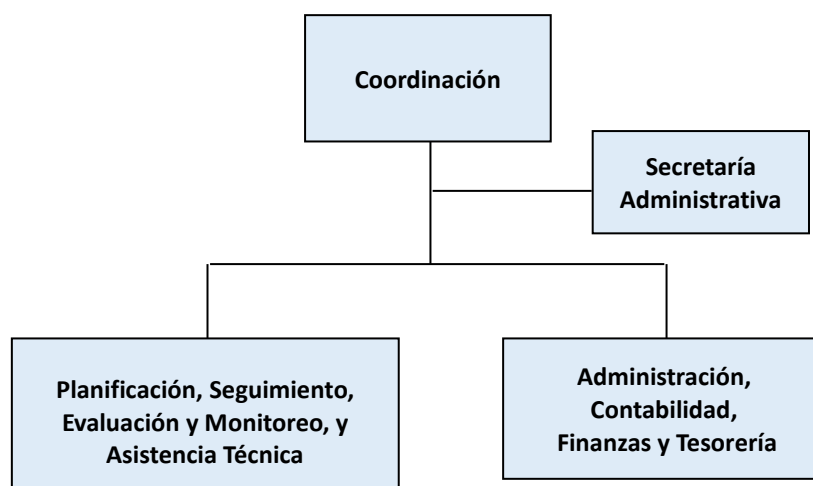 Coordinación
Secretaría
Administrativa
Planificación, Seguimiento,
Evaluación y Monitoreo, y
Asistencia Técnica
Administración,
Contabilidad,
Finanzas y Tesorería